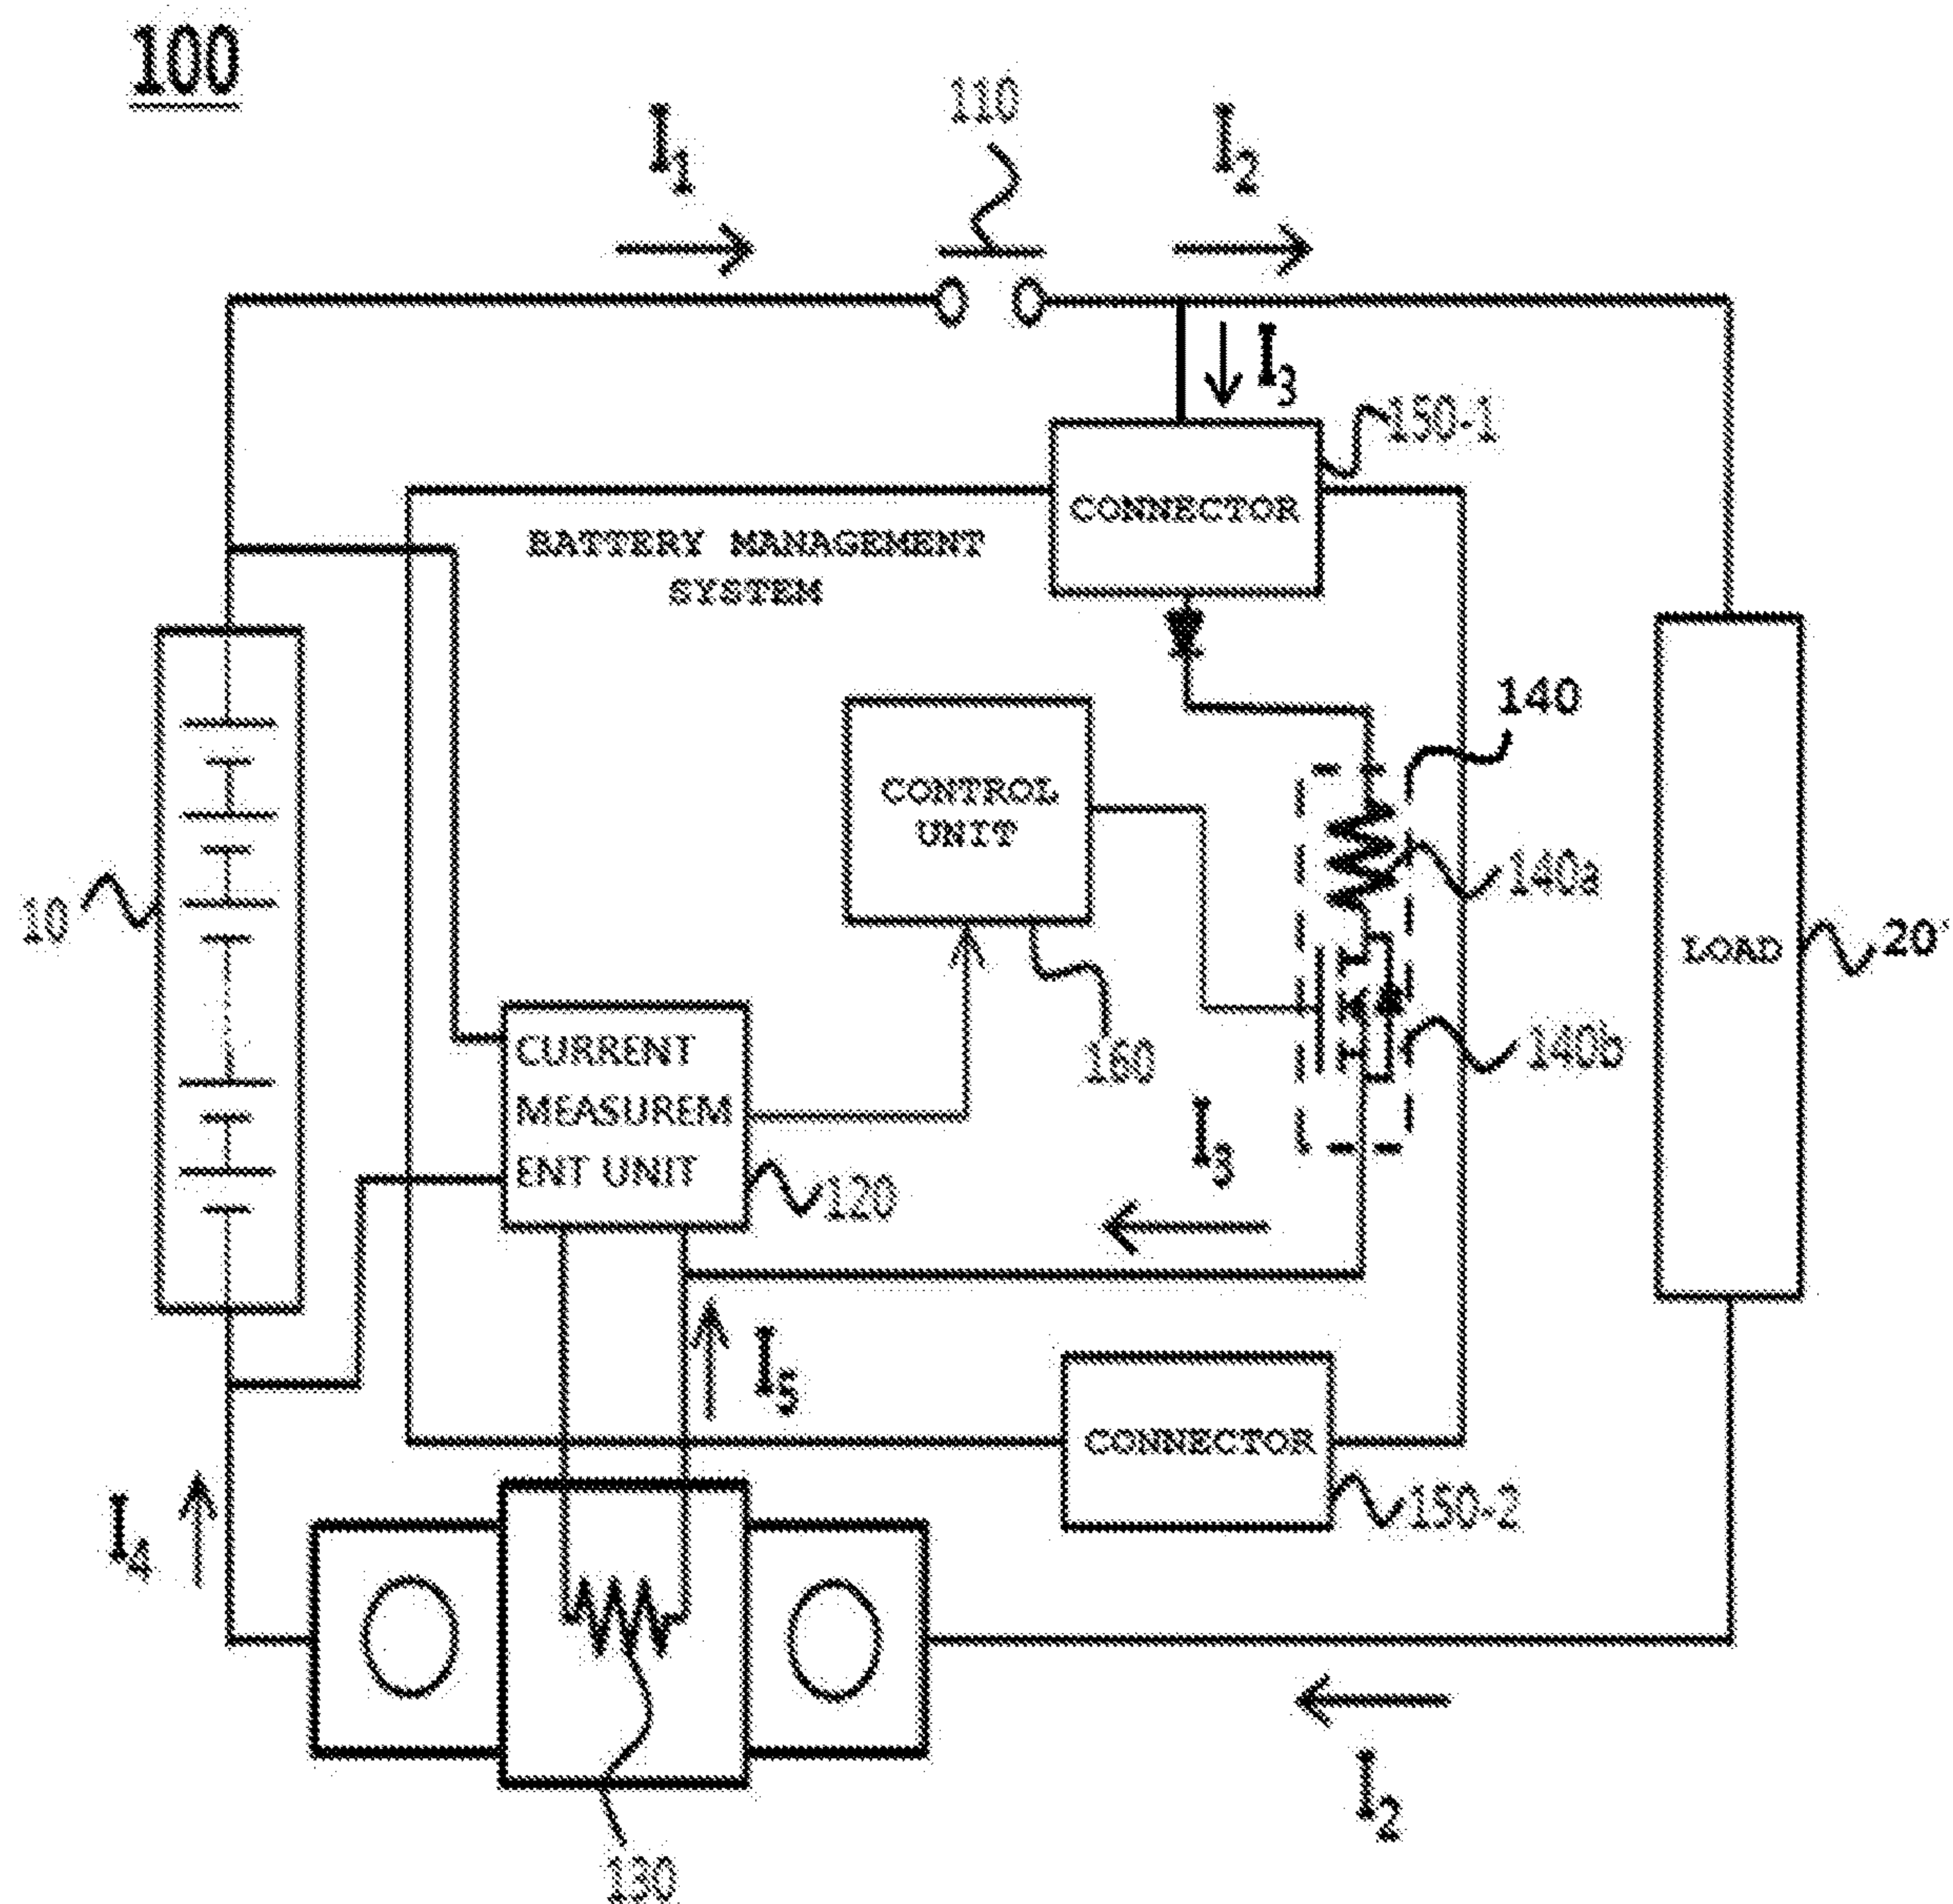 100
110
I1
I2
I3
150-1
CONNECTOR
BATTERY MANAGEMENT
SYSTEM
140
CONTROL
UNIT
140a
10
LOAD
20'
CURRENT
MEASUREM
ENT UNIT
160
140b
I3
120
I5
CONNECTOR
150-2
I4
I2
130